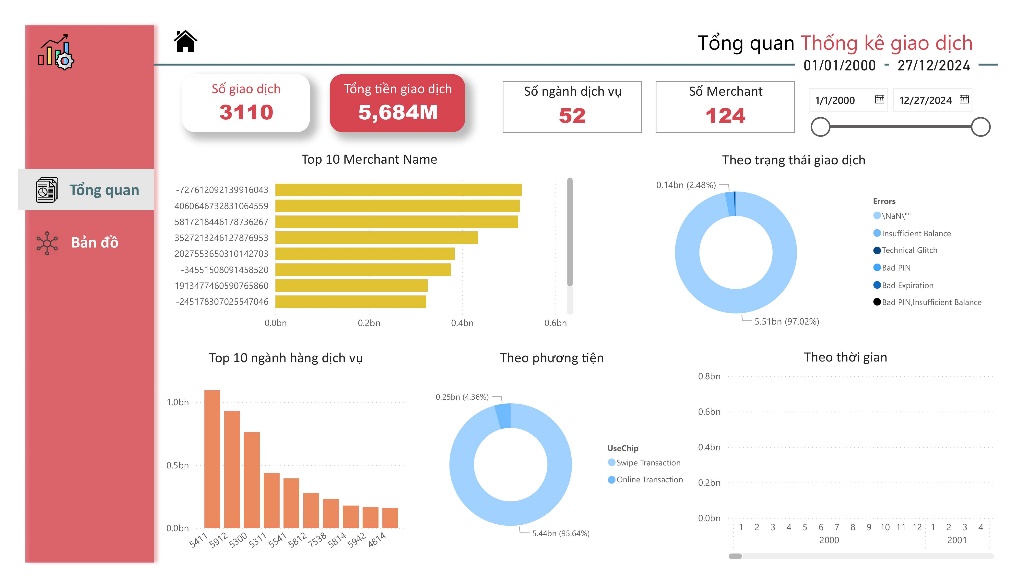 Tổng quan Thống kê giao dịch
01/01/2000 - 27/12/2024
Tổng quan
Bản đồ
Số giao dịch
3110
Tổng tiền giao dịch
5,684M
Số ngành dịch vụ
52
Số Merchant
124
1/1/2000
12/27/2024
Top 10 Merchant Name
-727612092139916043
4060646732831064559
5817218446178736267
3527213246127876953
2027553650310142703
-34551508091458520
1913477460590765860
-245178307025547046
0.0bn 0.2bn 0.4bn 0.6bn
Theo trạng thái giao dịch
0.14bn (2.48%)
5.51bn (97.02%)
Errors
\NaN\""
Insufficient Balance
Technical Glitch
Bad PIN
Bad Expiration
Bad PIN,Insufficient Balance
Top 10 ngành hàng dịch vụ
1.0bn
0.5bn
0.0bn
5411 5912 5300 5311 5541 5812 7538 5814 5942 4814
Theo phương tiện
0.25bn (4.36%)
5.44bn (95.64%)
UseChip
Swipe Transaction
Online Transaction
Theo thời gian
0.8bn
0.6bn
0.4bn
0.2bn
0.0bn
1 2 3 4 5 6 7 8 9 10 11 12 1 2 3 4
2000 2001